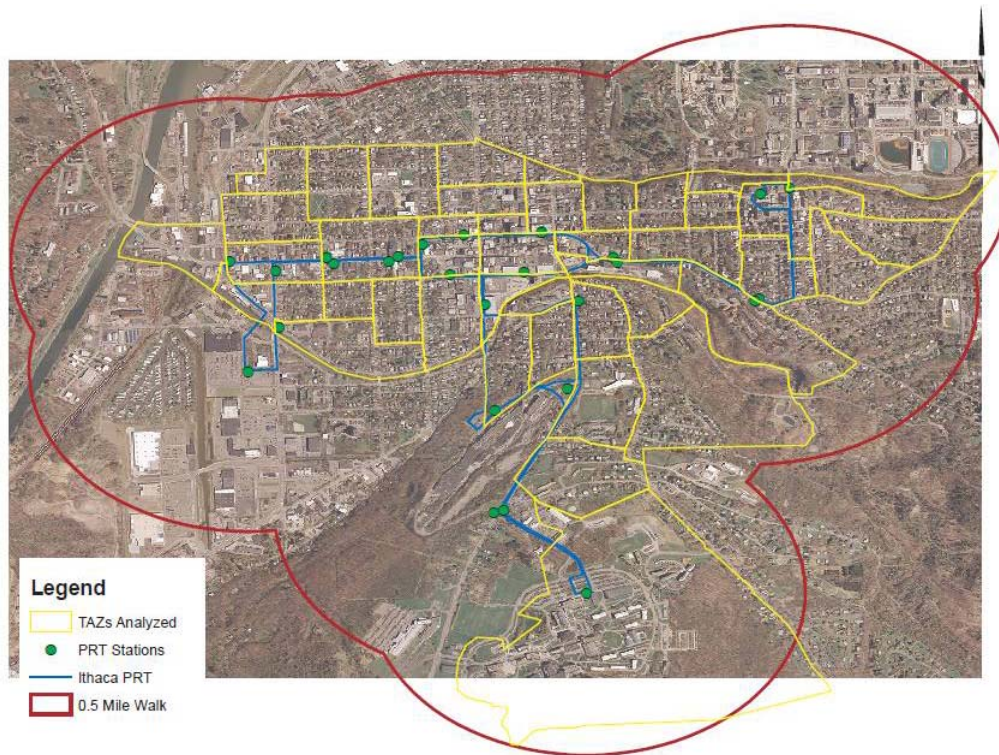 Legend
TAZs Analyzed
PRT Stations
Ithaca PRT
0.5 Mile Walk